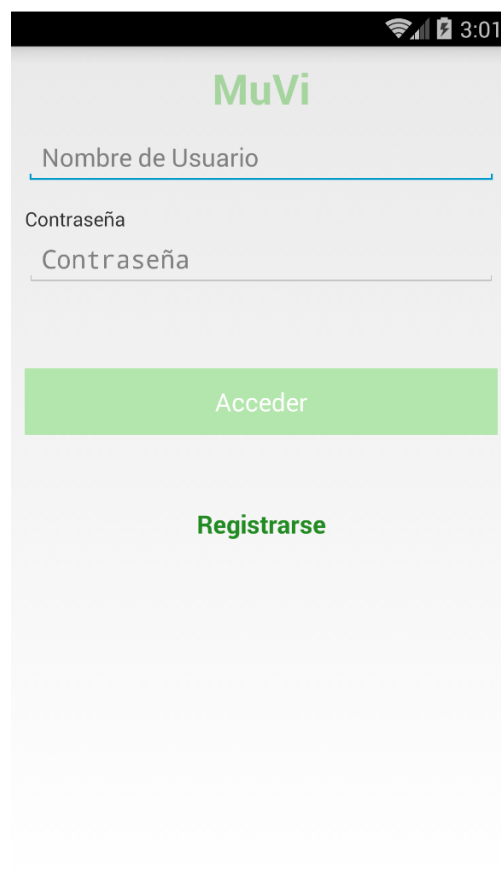 3:01
MuVi
Nombre de Usuario
Contraseña
Contraseña
Acceder
Registrarse